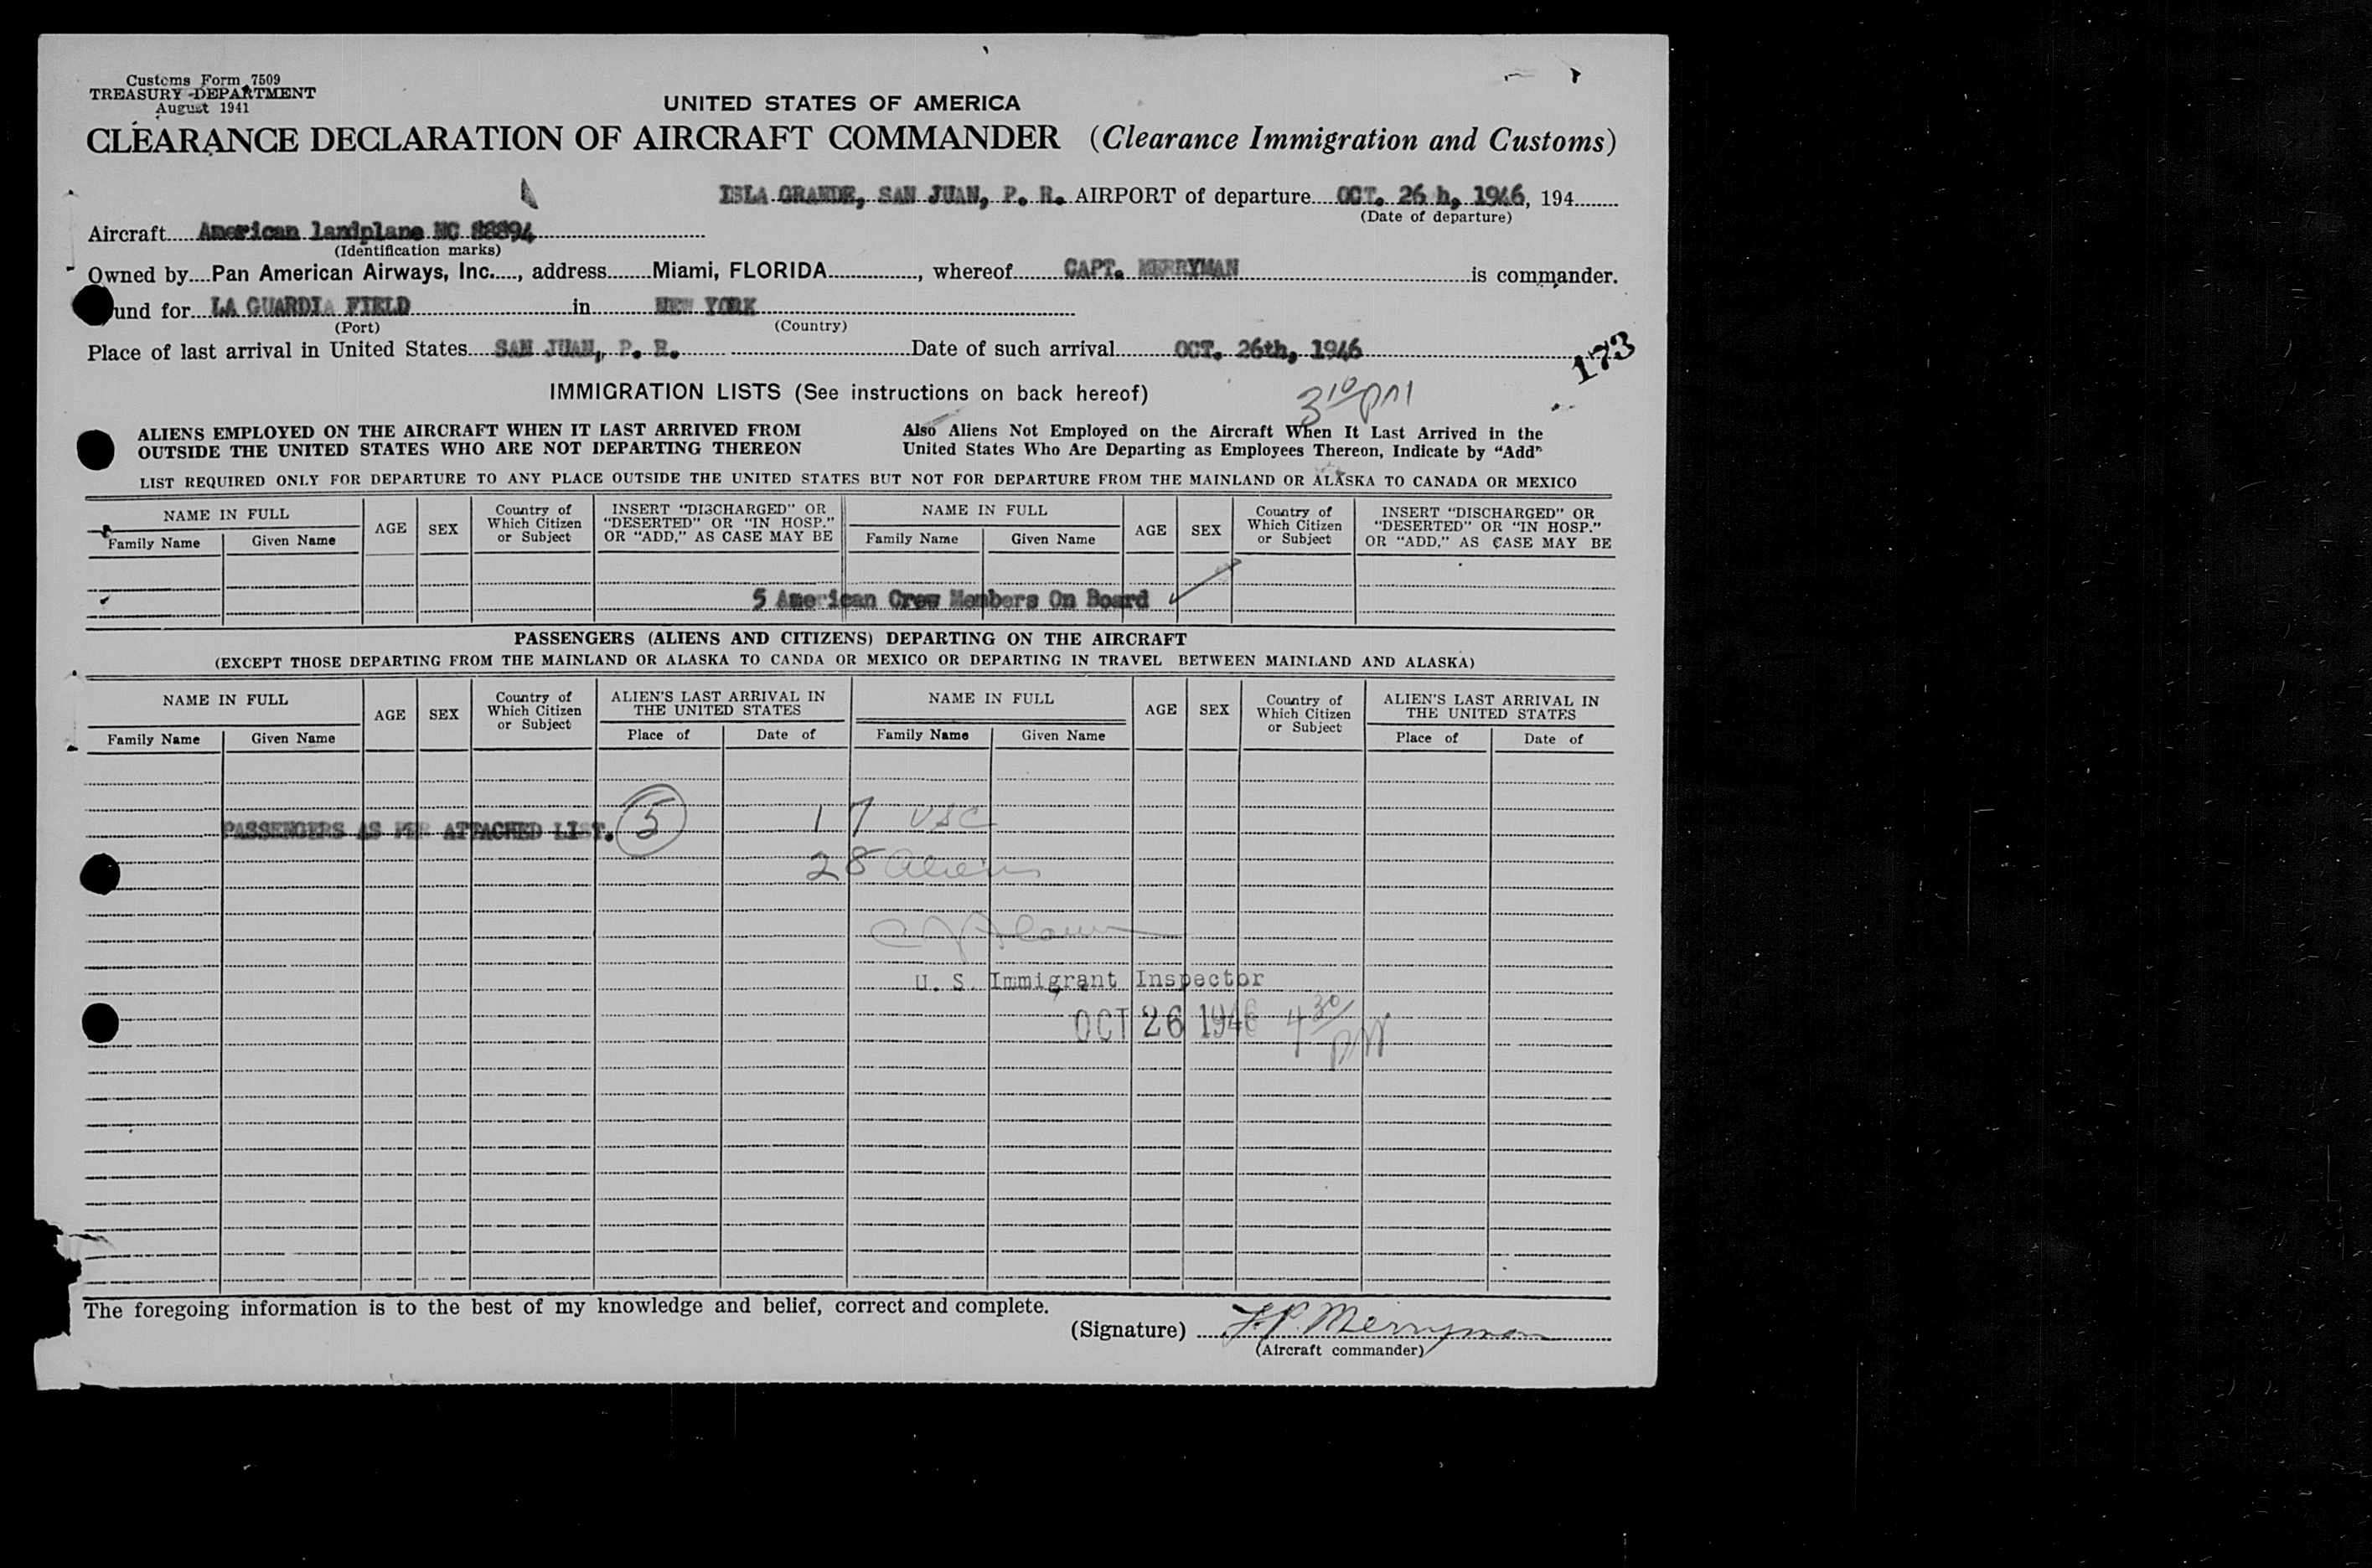 Customs Form 7509
TREASURY DEPARTMENT
August 1941
UNITED STATES OF AMERICA
CLEARANCE DECLARATION OF AIRCRAFT COMMANDER (Clearance Immigration and Customs)
ISLA GRANDE, SAN JUAN, P. R. AIRPORT of departure OCT. 26 h, 1946, 194
(Date of departure)
Aircraft American landplane NC 88894
(Identification marks)
Owned by Pan American Airways, Inc., address Miami, FLORIDA, whereof CAPT. MERRYMAN is commander.
und for LA GUARDIA FIELD in NEW YORK
(Port) (Country)
Place of last arrival in United States SAN JUAN, P. R. Date of such arrival OCT. 26th, 1946
173
IMMIGRATION LISTS (See instructions on back hereof)
3 10 pm
ALIENS EMPLOYED ON THE AIRCRAFT WHEN IT LAST ARRIVED FROM
OUTSIDE THE UNITED STATES WHO ARE NOT DEPARTING THEREON
Also Aliens Not Employed on the Aircraft When It Last Arrived in the
United States Who Are Departing as Employees Thereon, Indicate by "Add"
LIST REQUIRED ONLY FOR DEPARTURE TO ANY PLACE OUTSIDE THE UNITED STATES BUT NOT FOR DEPARTURE FROM THE MAINLAND OR ALASKA TO CANADA OR MEXICO
NAME IN FULL
Family Name Given Name
AGE
SEX
Country of
Which Citizen
or Subject
INSERT "DISCHARGED" OR
"DESERTED" OR "IN HOSP."
OR "ADD," AS CASE MAY BE
NAME IN FULL
Family Name Given Name
AGE
SEX
Country of
Which Citizen
or Subject
INSERT "DISCHARGED" OR
"DESERTED" OR "IN HOSP."
OR "ADD," AS CASE MAY BE
5 American Crew Members On Board
PASSENGERS (ALIENS AND CITIZENS) DEPARTING ON THE AIRCRAFT
(EXCEPT THOSE DEPARTING FROM THE MAINLAND OR ALASKA TO CANDA OR MEXICO OR DEPARTING IN TRAVEL BETWEEN MAINLAND AND ALASKA)
NAME IN FULL
Family Name Given Name
AGE
SEX
Country of
Which Citizen
or Subject
ALIEN'S LAST ARRIVAL IN
THE UNITED STATES
Place of Date of
NAME IN FULL
Family Name Given Name
AGE
SEX
Country of
Which Citizen
or Subject
ALIEN'S LAST ARRIVAL IN
THE UNITED STATES
Place of Date of
PASSENGERS AS PER ATTACHED LIST. 5 17 USC
28 Aliens
U. S. Immigrant Inspector
OCT 26 1946 4 30 pm
The foregoing information is to the best of my knowledge and belief, correct and complete.
(Signature) F.P. Merryman
(Aircraft commander)